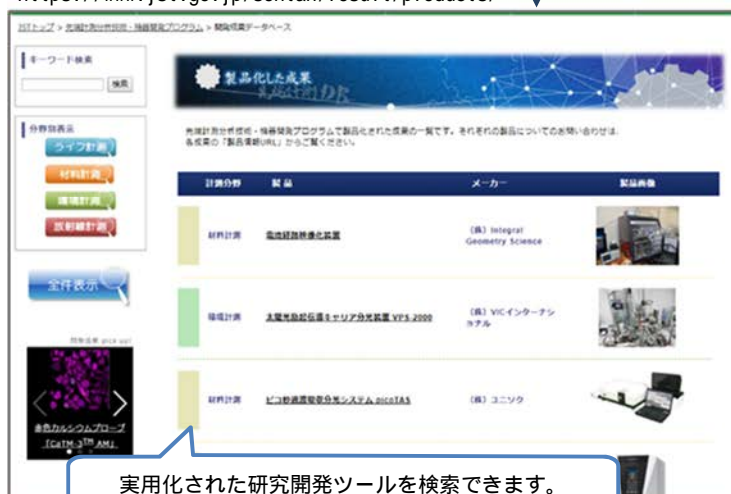 JSTトップ > 先端計測分析技術・機器開発プログラム > 開発成果データベース
キーワード検索
検索
製品化した成果
分野別表示
ライフ計測
材料計測
環境計測
放射線計測
先端計測分析技術・機器開発プログラムで製品化された成果の一覧です。それぞれの製品についてのお問い合わせは、
各成果の「製品情報URL」からご覧ください。
計測分野 製品 メーカー 製品画像
材料計測 電流経路映像化装置 (株) Integral
Geometry Science
全件表示
環境計測 太陽光励起伝導キャリア分光装置 VPS-2000 (株) VICインターナシ
ョナル
開発成果 pick up!
材料計測 ピコ秒過渡吸収分光システム picoTAS (株) ユニソク
赤色カルシウムプローブ
「CaTM-3TM AM」
実用化された研究開発ツールを検索できます。